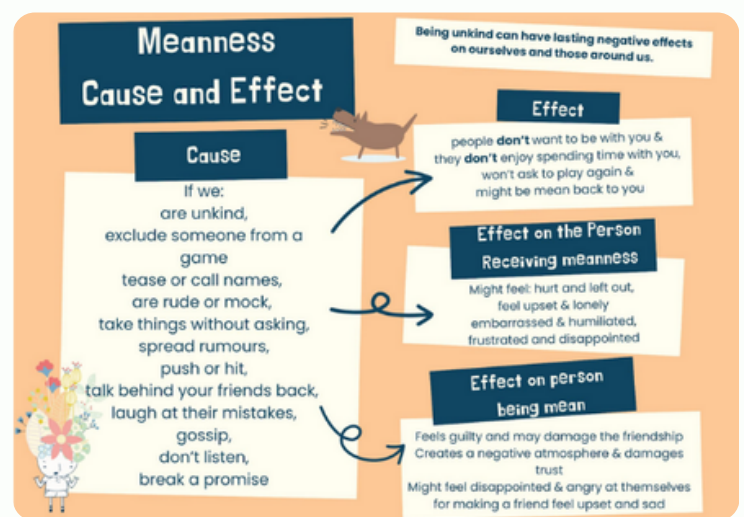 Meanness
Cause and Effect
Being unkind can have lasting negative effects
on ourselves and those around us.
Cause
If we:
are unkind,
exclude someone from a
game
tease or call names,
are rude or mock,
take things without asking,
spread rumours,
push or hit,
talk behind your friends back,
laugh at their mistakes,
gossip,
don't listen,
break a promise
Effect
people don't want to be with you &
they don't enjoy spending time with you,
won't ask to play again &
might be mean back to you
Effect on the Person
Receiving meanness
Might feel: hurt and left out,
feel upset & lonely
embarrassed & humiliated,
frustrated and disappointed
Effect on person
being mean
Feels guilty and may damage the friendship
Creates a negative atmosphere & damages
trust
Might feel disappointed & angry at themselves
for making a friend feel upset and sad